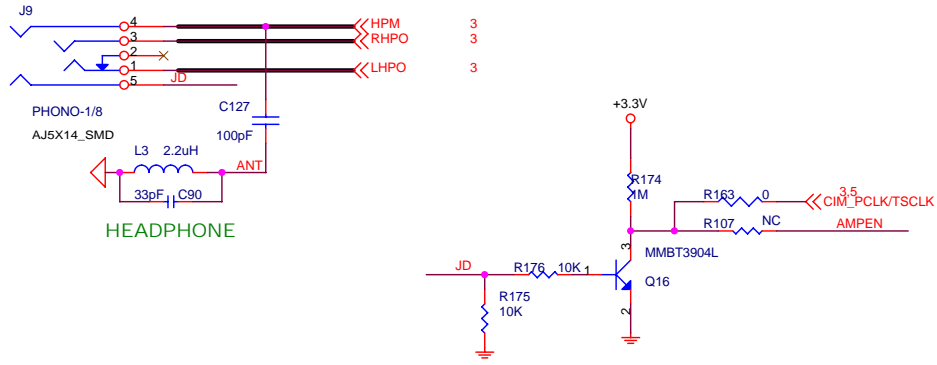 J9
4
HPM 3
3
RHPO 3
2
1
LHPO 3
5
JD
PHONO-1/8
AJ5X14_SMD
C127
100pF
L3 2.2uH
ANT
33pF C90
HEADPHONE
+3.3V
R174
1M
R163 0
3,5
CIM_PCLK/TSCLK
R107 NC
AMPEN
3
MMBT3904L
JD
R176 10K 1
Q16
R175
10K
2